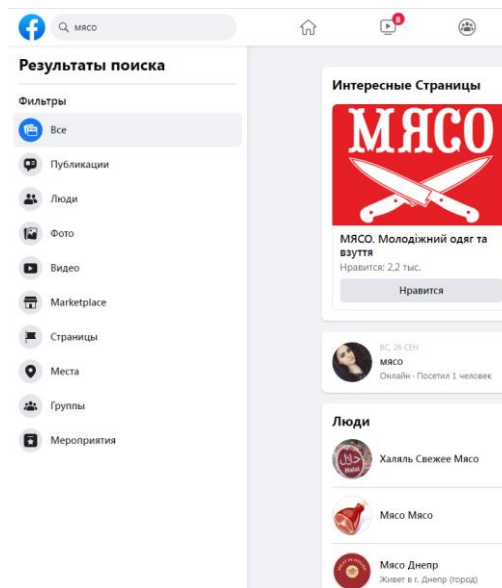 мясо
8
Результаты поиска
Фильтры
Все
Публикации
Люди
Фото
Видео
Marketplace
Страницы
Места
Группы
Мероприятия
Интересные Страницы
МЯСО
МЯСО. Молодіжний одяг та
взуття
Нравится: 2,2 тыс.
Нравится
ВС, 26 СЕН
мясо
Онлайн · Посетил 1 человек
Люди
Halal
Халяль Свежее Мясо
Мясо Мясо
Мясо Днепр
Живет в г. Днепр (город)